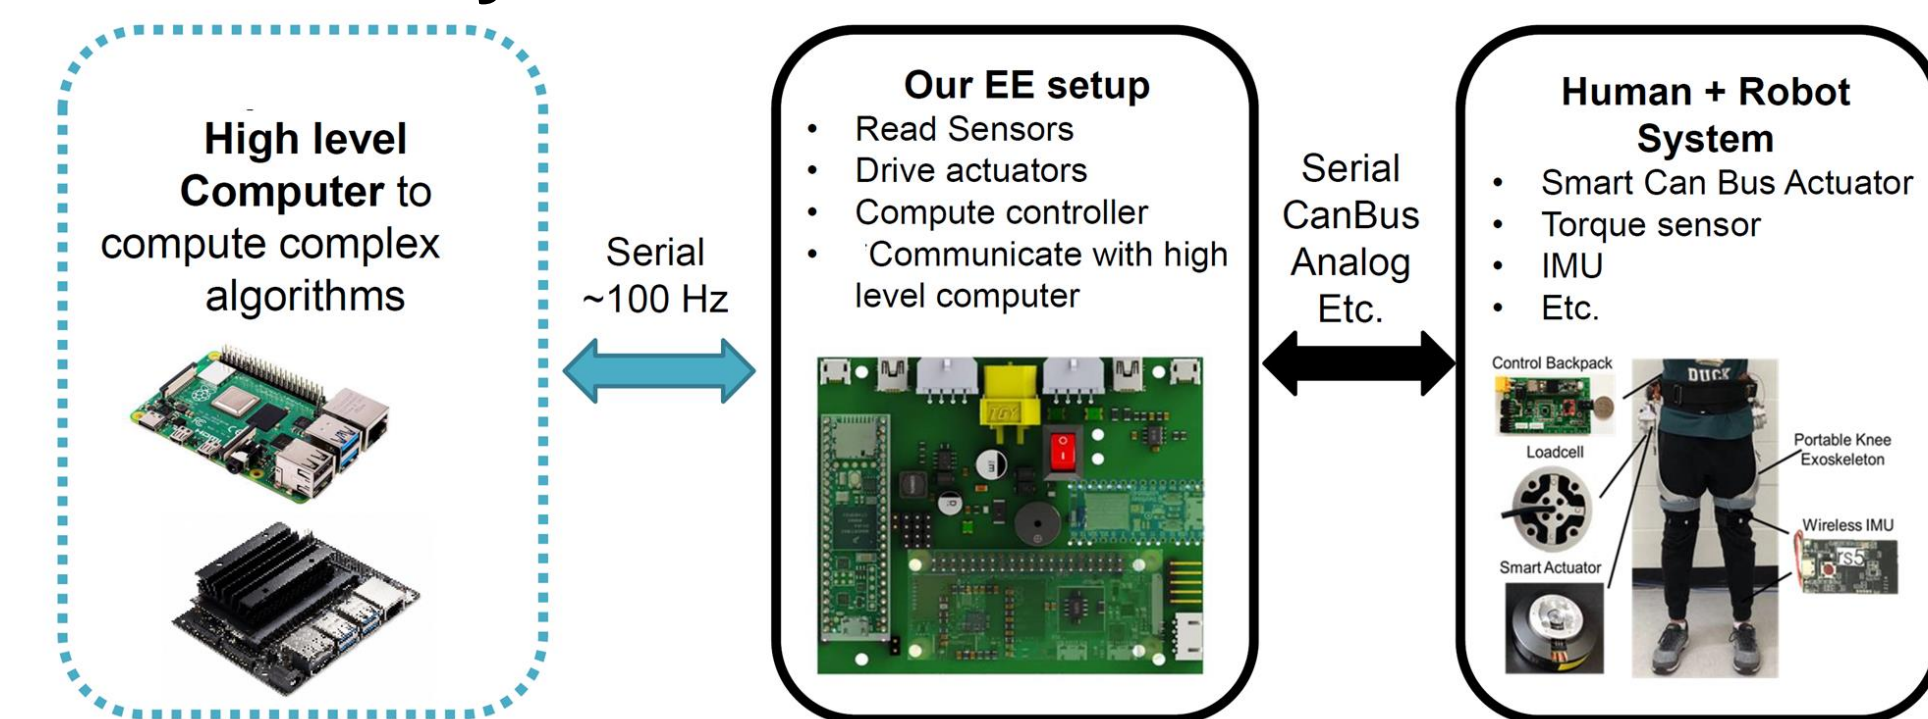 High level
Computer to
compute complex
algorithms
Serial
~100 Hz
Our EE setup
• Read Sensors
• Drive actuators
• Compute controller
• Communicate with high
level computer
Serial
CanBus
Analog
Etc.
Human + Robot
System
• Smart Can Bus Actuator
• Torque sensor
• IMU
• Etc.
Control Backpack
DUCK
Loadcell
Portable Knee
Exoskeleton
Wireless IMU
rs5
Smart Actuator